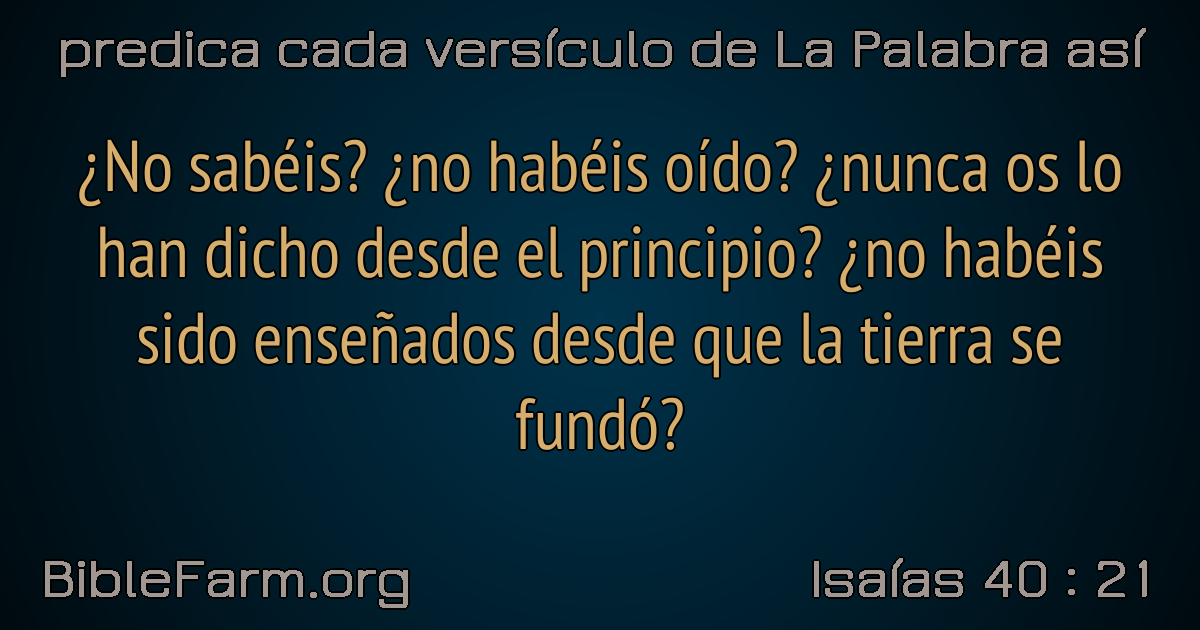 predica cada versículo de La Palabra así
¿No sabéis? ¿no habéis oído? ¿nunca os lo
han dicho desde el principio? ¿no habéis
sido enseñados desde que la tierra se
fundó?
BibleFarm.org
Isaías 40 : 21